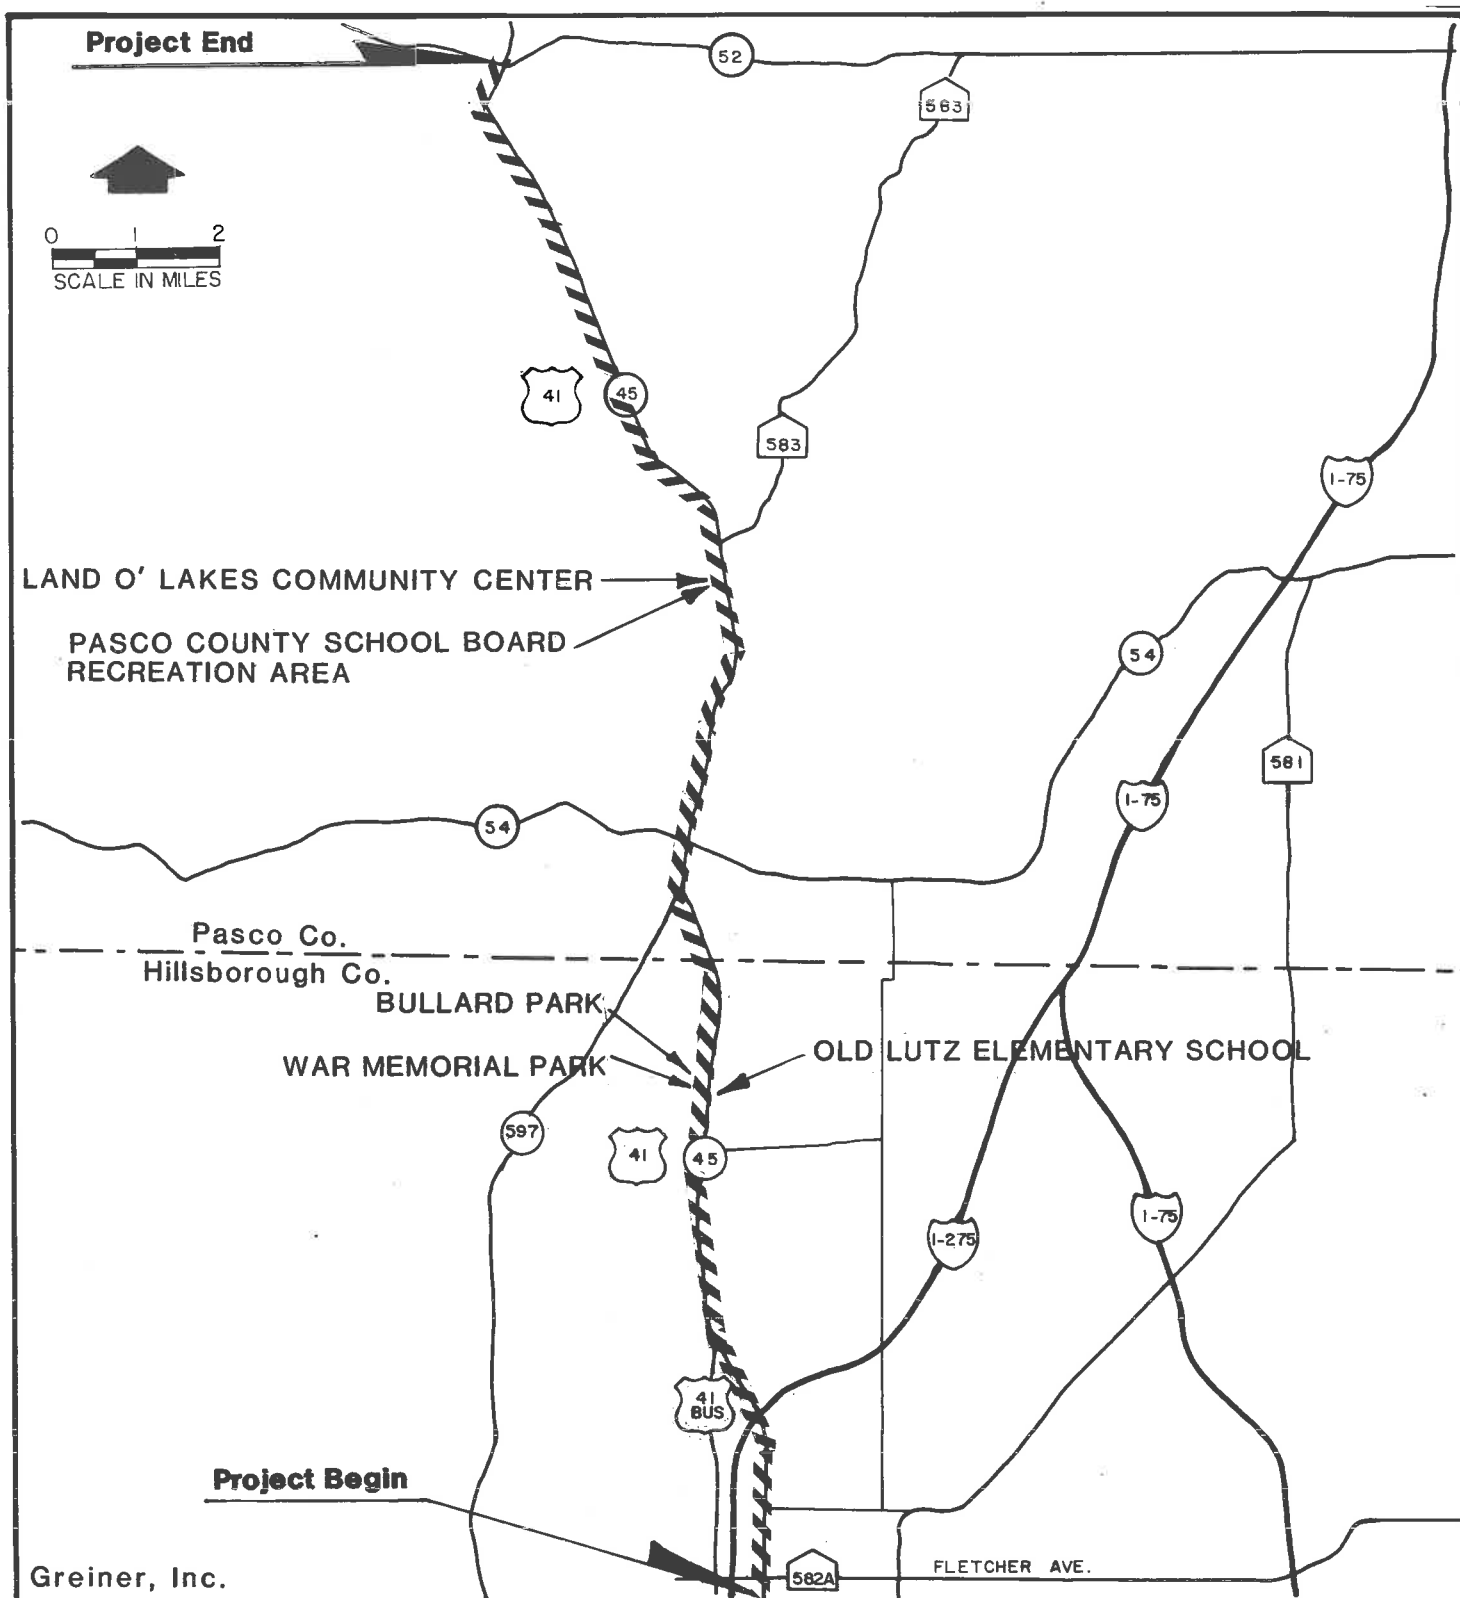 Project End
52
583
0 1 2
SCALE IN MILES
41
45
583
I-75
LAND O' LAKES COMMUNITY CENTER
PASCO COUNTY SCHOOL BOARD
RECREATION AREA
54
581
I-75
54
Pasco Co.
Hillsborough Co.
BULLARD PARK
WAR MEMORIAL PARK
OLD LUTZ ELEMENTARY SCHOOL
597
41
45
I-275
I-75
41
BUS
Project Begin
Greiner, Inc.
582A
FLETCHER AVE.